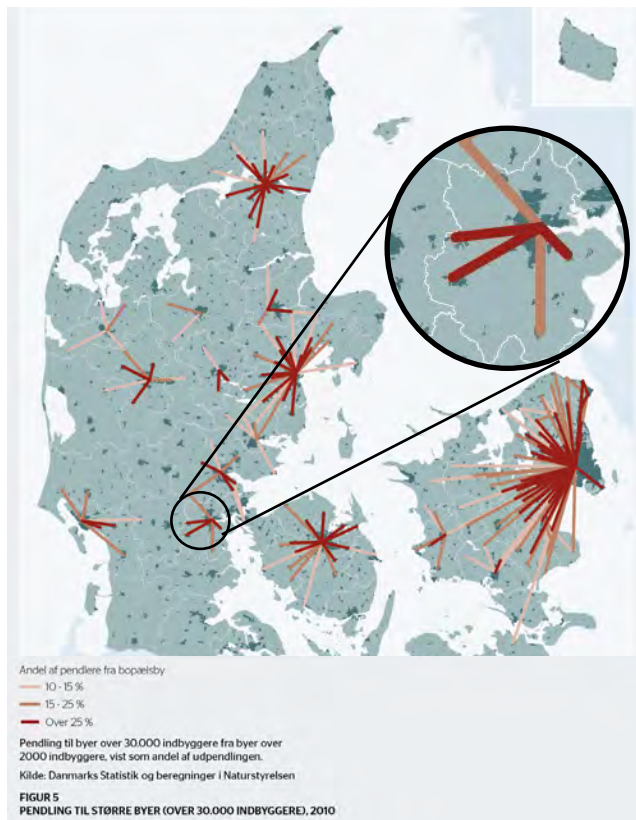 Andel af pendlere fra bopælsby
10 - 15 %
15 - 25 %
Over 25 %
Pendling til byer over 30.000 indbyggere fra byer over
2000 indbyggere, vist som andel af udpendlingen.
Kilde: Danmarks Statistik og beregninger i Naturstyrelsen
FIGUR 5
PENDLING TIL STØRRE BYER (OVER 30.000 INDBYGGERE), 2010